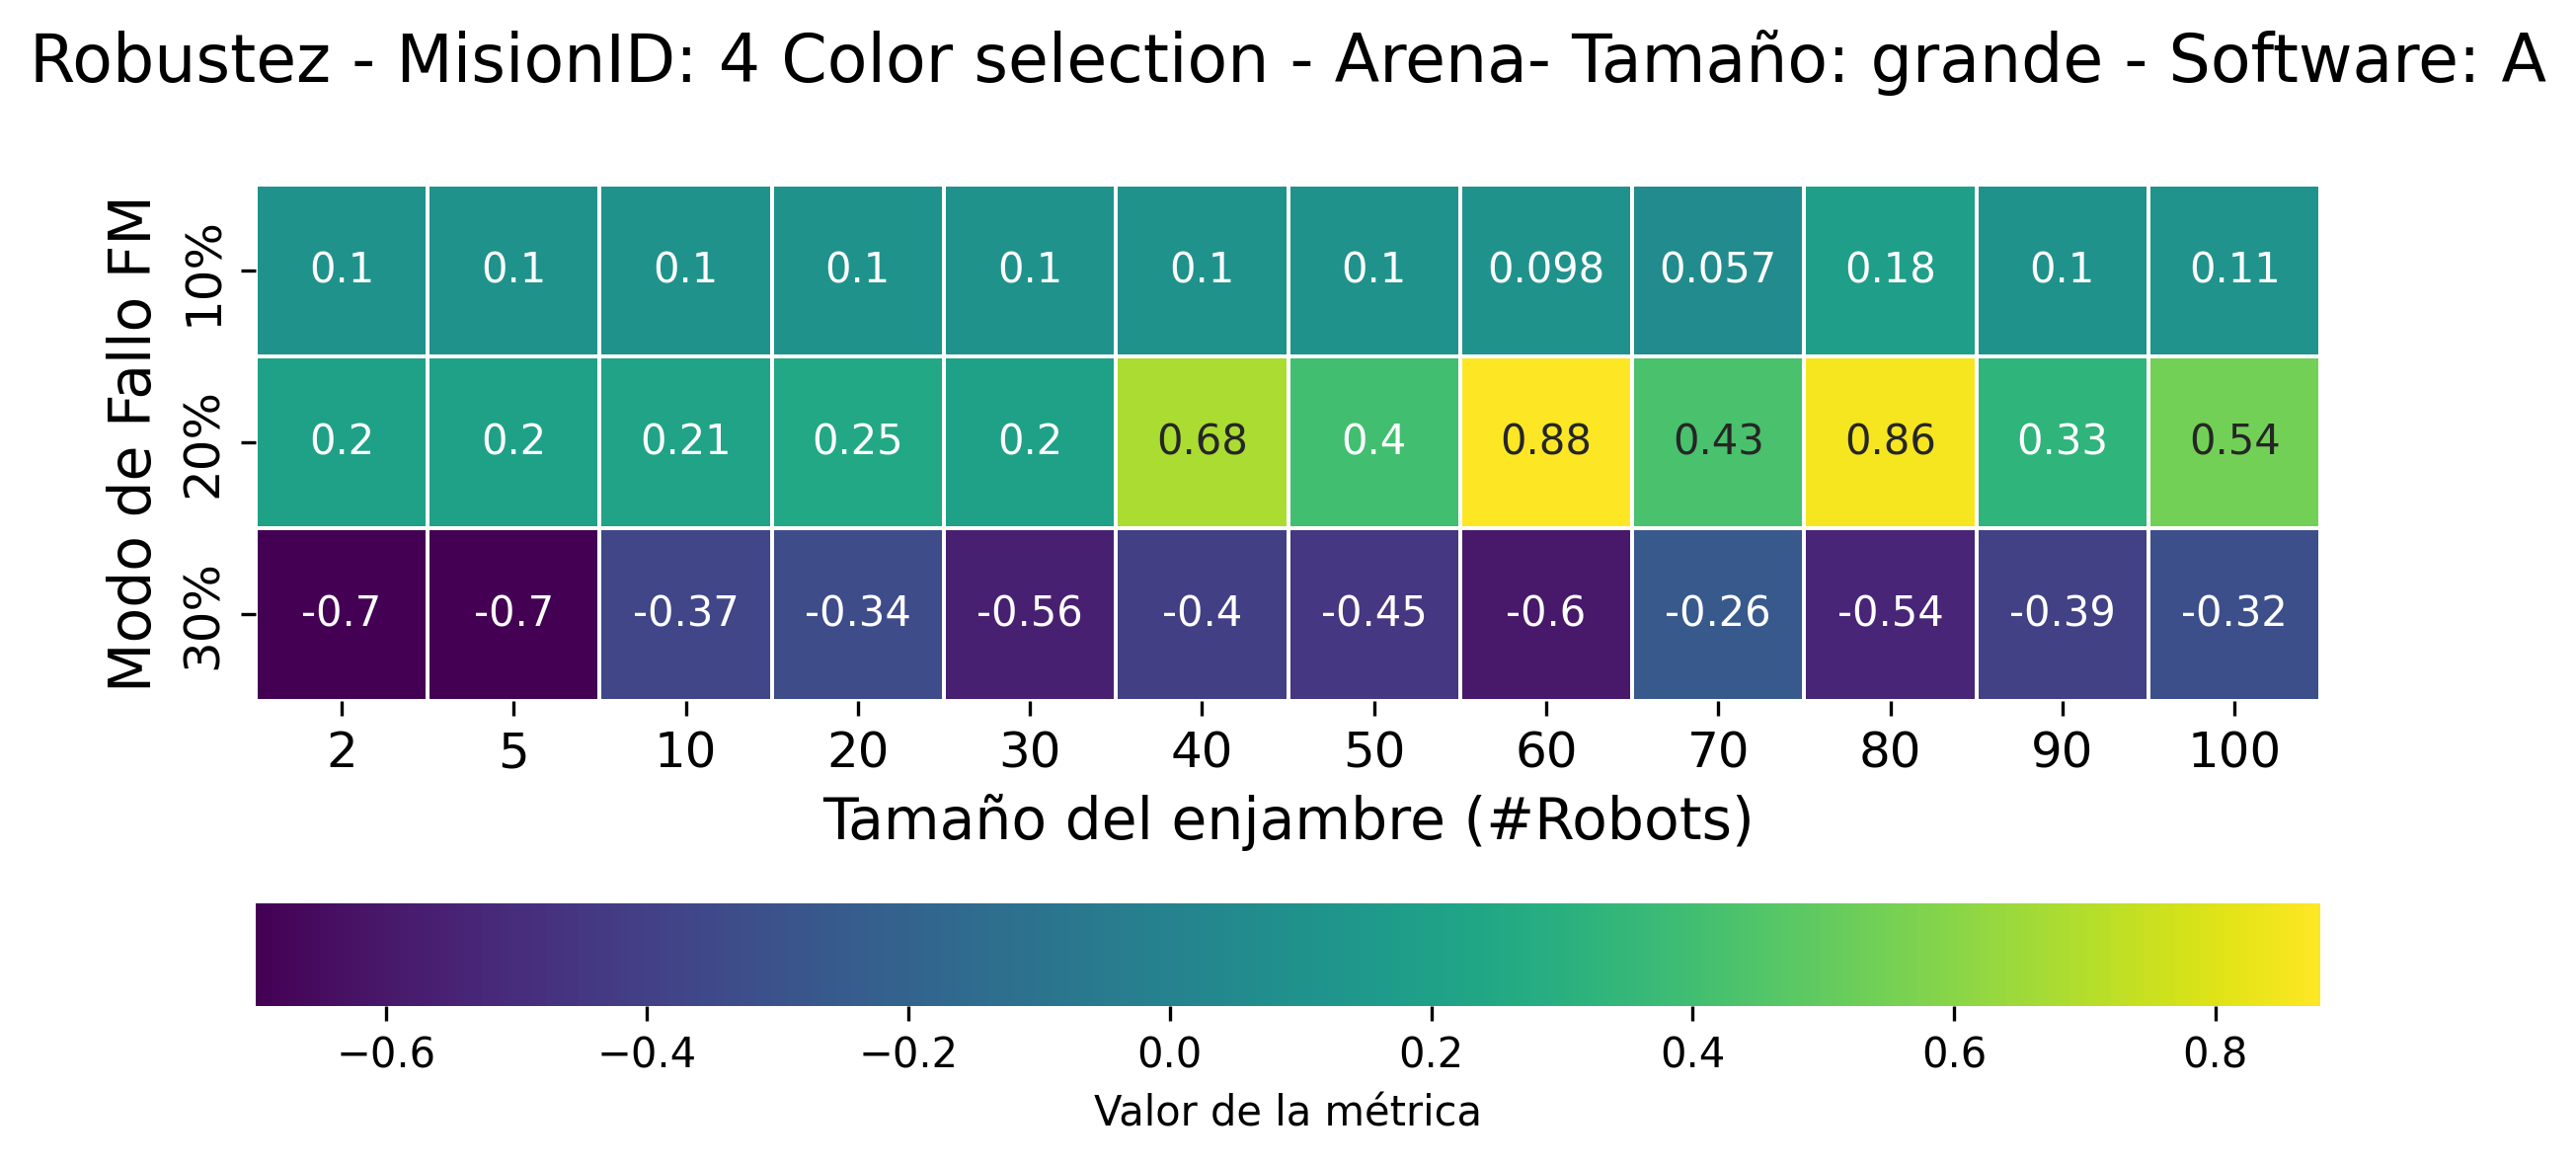 Robustez - MisionID: 4 Color selection - Arena- Tamaño: grande - Software: A
Modo de Fallo FM
10%
0.1 0.1 0.1 0.1 0.1 0.1 0.1 0.098 0.057 0.18 0.1 0.11
20%
0.2 0.2 0.21 0.25 0.2 0.68 0.4 0.88 0.43 0.86 0.33 0.54
30%
-0.7 -0.7 -0.37 -0.34 -0.56 -0.4 -0.45 -0.6 -0.26 -0.54 -0.39 -0.32
2 5 10 20 30 40 50 60 70 80 90 100
Tamaño del enjambre (#Robots)
−0.6 −0.4 −0.2 0.0 0.2 0.4 0.6 0.8
Valor de la métrica